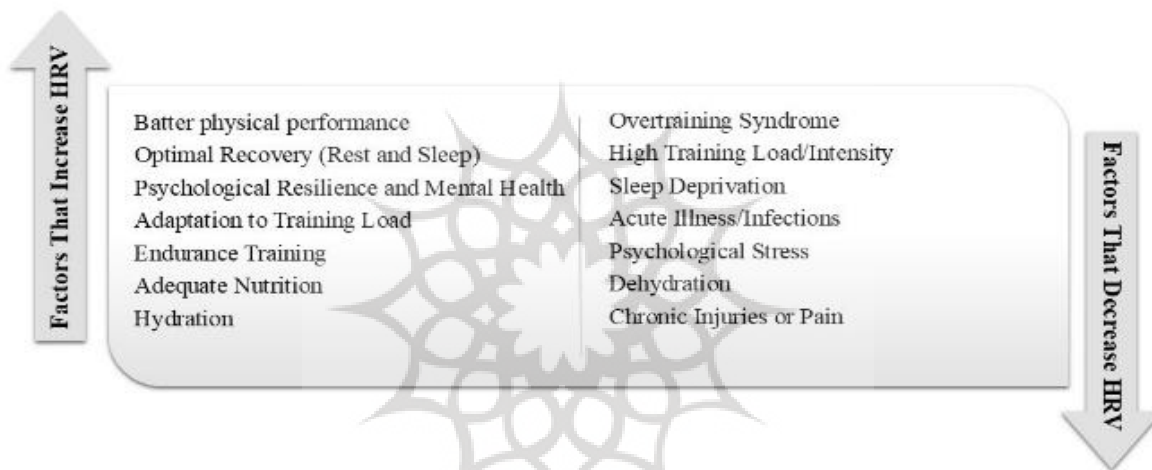 Factors That Increase HRV
Batter physical performance
Optimal Recovery (Rest and Sleep)
Psychological Resilience and Mental Health
Adaptation to Training Load
Endurance Training
Adequate Nutrition
Hydration
Overtraining Syndrome
High Training Load/Intensity
Sleep Deprivation
Acute Illness/Infections
Psychological Stress
Dehydration
Chronic Injuries or Pain
Factors That Decrease HRV